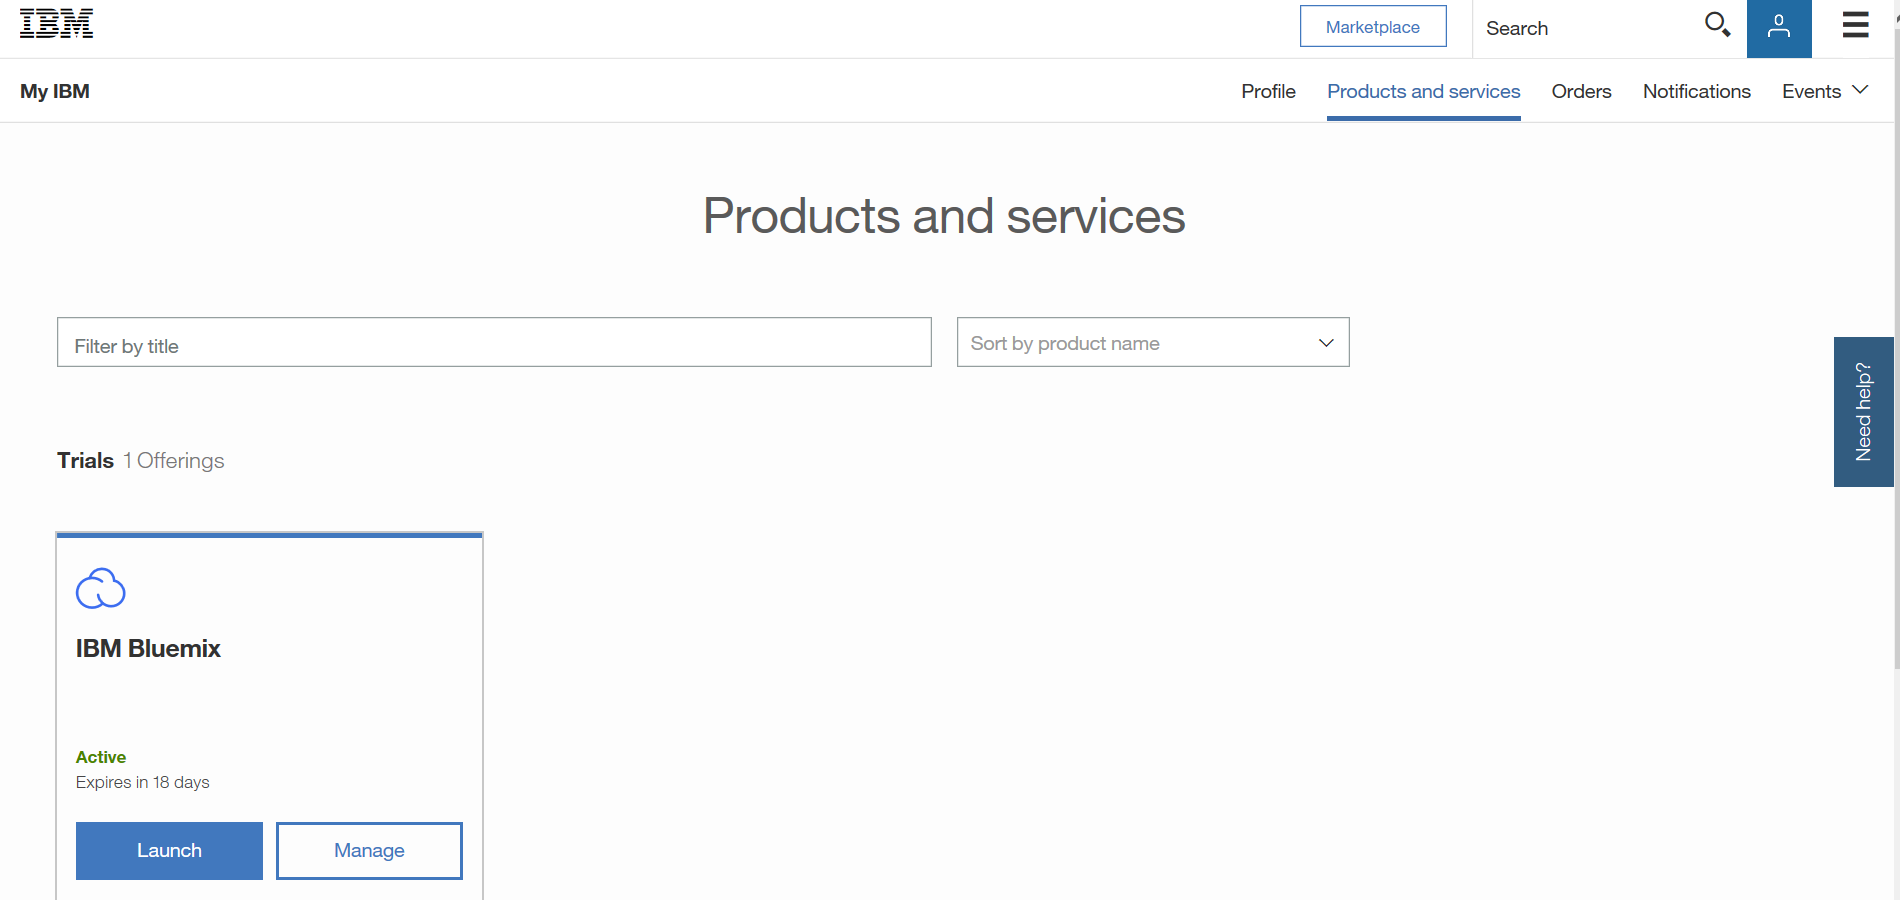 IBM
Marketplace
Search
My IBM
Profile
Products and services
Orders
Notifications
Events
Products and services
Filter by title
Sort by product name
Need help?
Trials 1 Offerings
IBM Bluemix
Active
Expires in 18 days
Launch
Manage